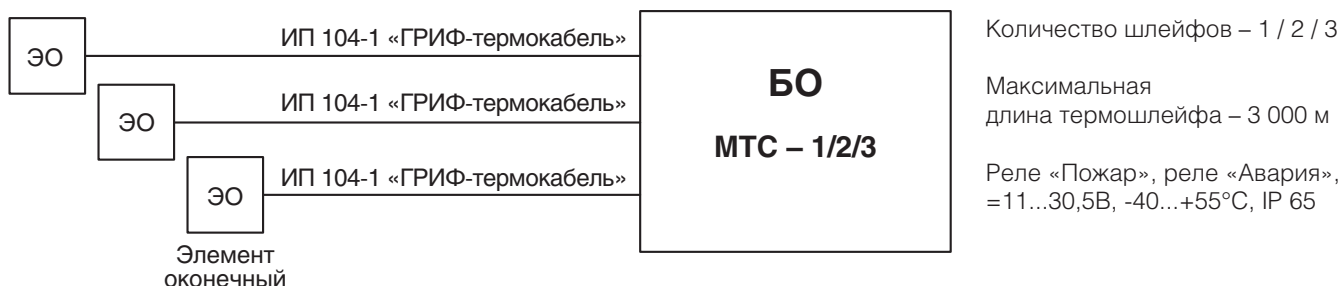 ЭО
ИП 104-1 «ГРИФ-термокабель»
ЭО
ИП 104-1 «ГРИФ-термокабель»
ЭО
ИП 104-1 «ГРИФ-термокабель»
Элемент
оконечный
БО
МТС – 1/2/3
Количество шлейфов – 1 / 2 / 3
Максимальная
длина термошлейфа – 3 000 м
Реле «Пожар», реле «Авария»,
=11...30,5В, -40...+55°С, IP 65